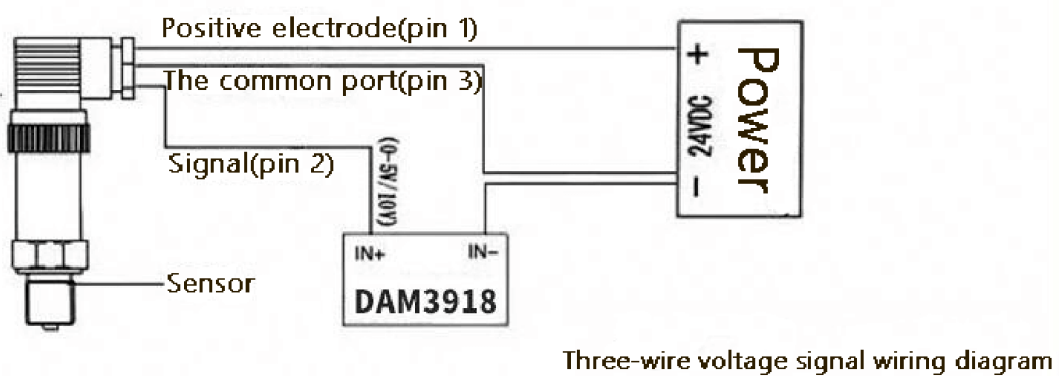 Positive electrode(pin 1)
The common port(pin 3)
Signal(pin 2)
(0-5V/10V)
+
24VDC
−
Power
IN+
IN−
DAM3918
Sensor
Three-wire voltage signal wiring diagram